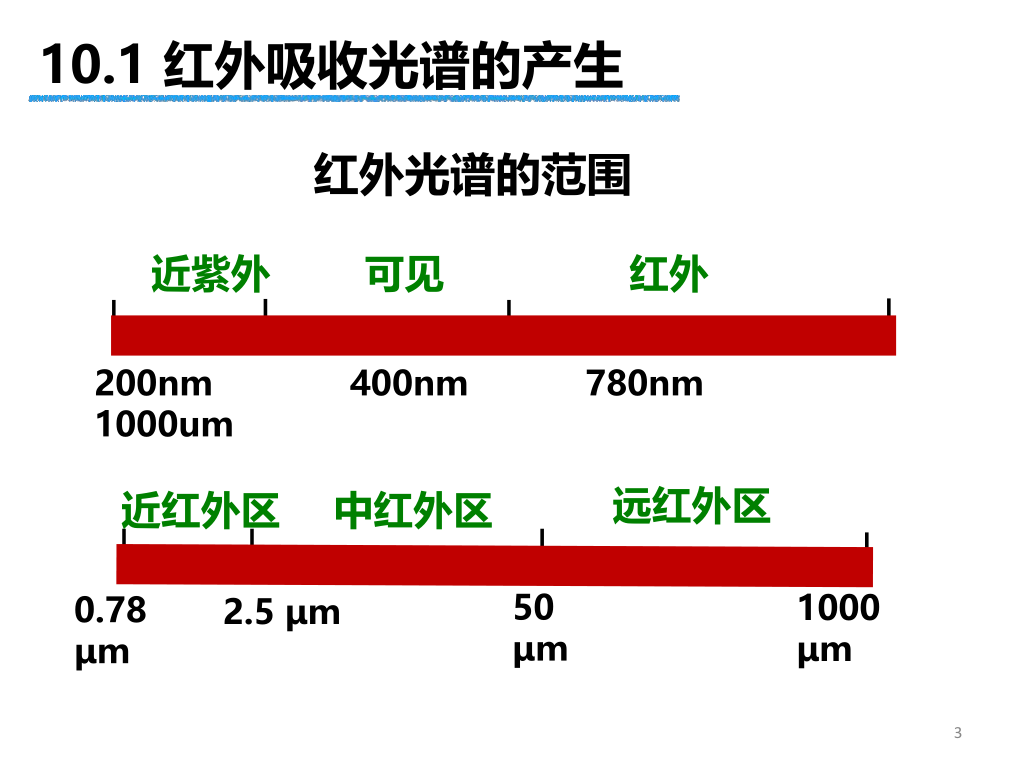 10.1 红外吸收光谱的产生
红外光谱的范围
近紫外 可见 红外
200nm 400nm 780nm
1000um
近红外区 中红外区 远红外区
0.78 μm
2.5 μm
50 μm
1000 μm
3